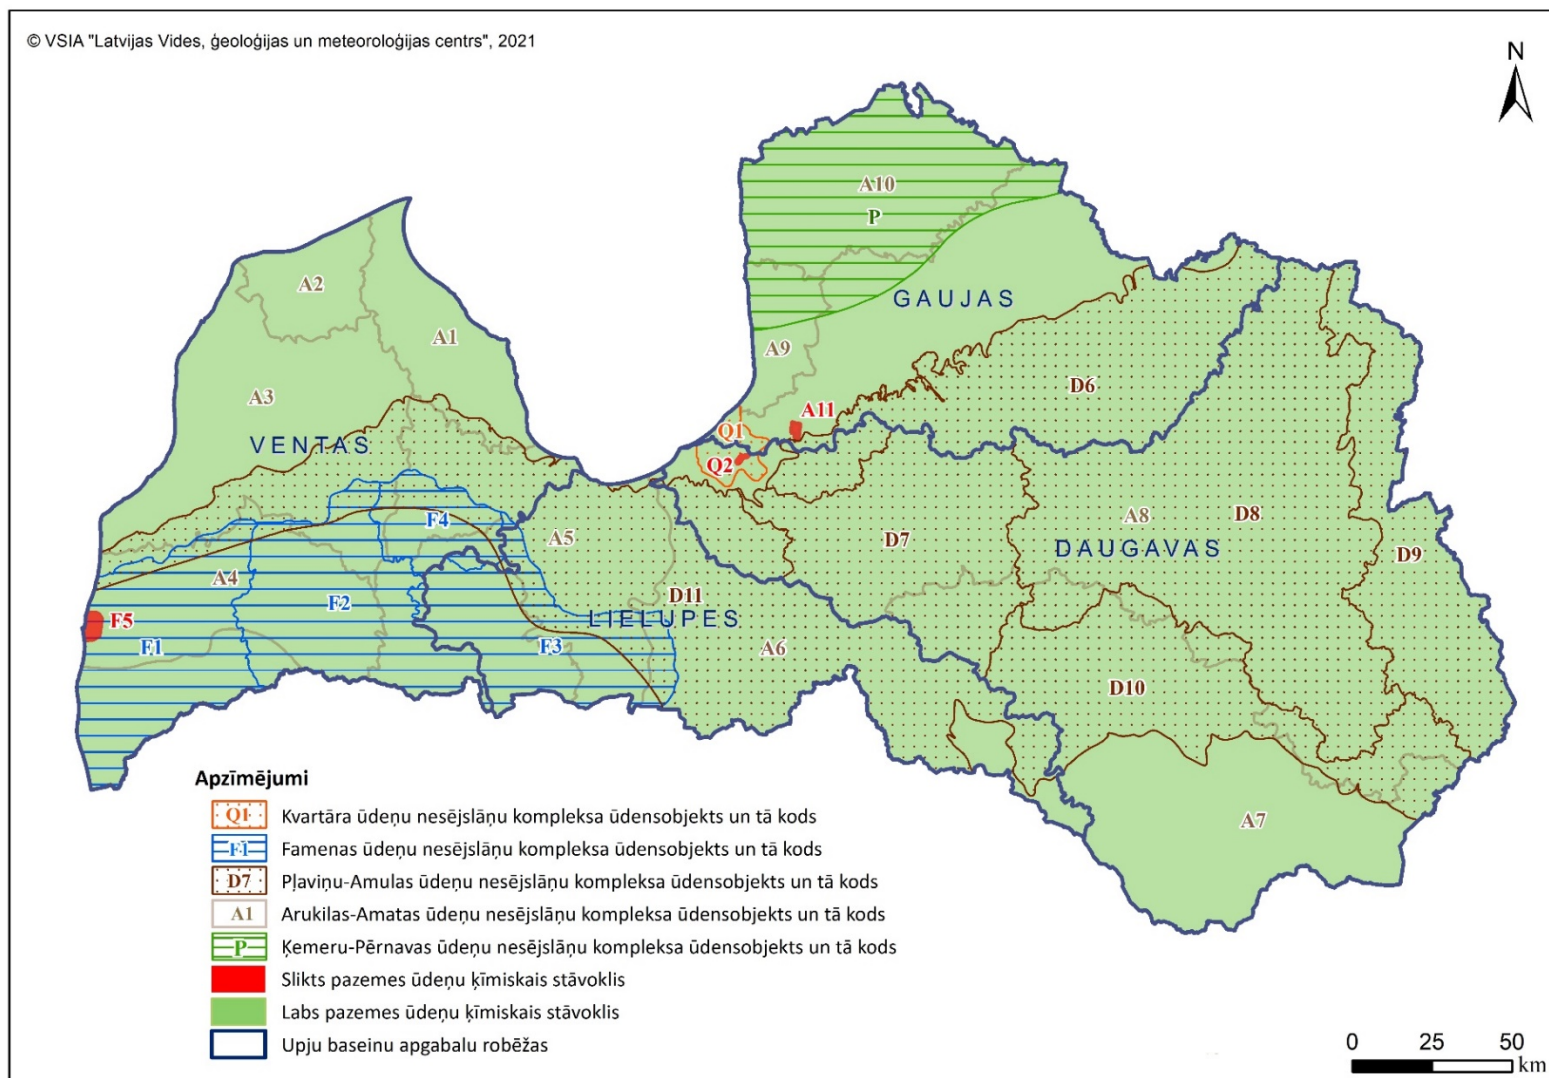 © VSIA "Latvijas Vides, ģeoloģijas un meteoroloģijas centrs", 2021
N
A10
P
A2
GAUJAS
A1
A9
D6
A3
A11
VENTAS
Q1
Q2
F4
A5
D7
A8
D8
DAUGAVAS
D9
A4
F2
D11
F5
LIELUPES
F1
F3
A6
D10
A7
Apzīmējumi
Q1 Kvartāra ūdeņu nesējslāņu kompleksa ūdensobjekts un tā kods
F1 Famenas ūdeņu nesējslāņu kompleksa ūdensobjekts un tā kods
D7 Pļaviņu-Amulas ūdeņu nesējslāņu kompleksa ūdensobjekts un tā kods
A1 Arukilas-Amatas ūdeņu nesējslāņu kompleksa ūdensobjekts un tā kods
P Ķemeru-Pērnavas ūdeņu nesējslāņu kompleksa ūdensobjekts un tā kods
Slikts pazemes ūdeņu ķīmiskais stāvoklis
Labs pazemes ūdeņu ķīmiskais stāvoklis
Upju baseinu apgabalu robēžas
0 25 50
km